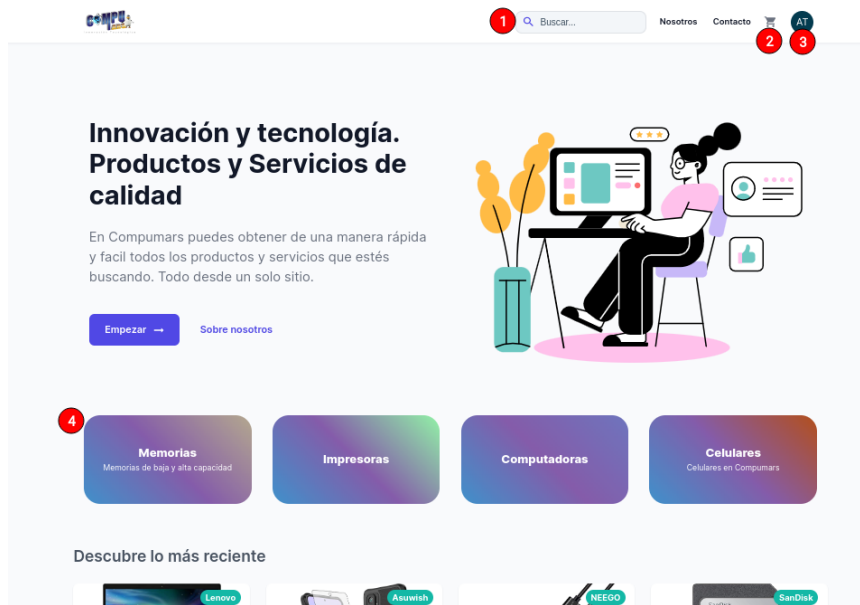 COMPU
1
Buscar...
Nosotros
Contacto
2
AT
3
Innovación y tecnología.
Productos y Servicios de
calidad
En Compumars puedes obtener de una manera rápida
y facil todos los productos y servicios que estés
buscando. Todo desde un solo sitio.
Empezar →
Sobre nosotros
4
Memorias
Memorias de baja y alta capacidad
Impresoras
Computadoras
Celulares
Celulares en Compumars
Descubre lo más reciente
Lenovo
Asuwish
NEEGO
SanDisk
SanDisk